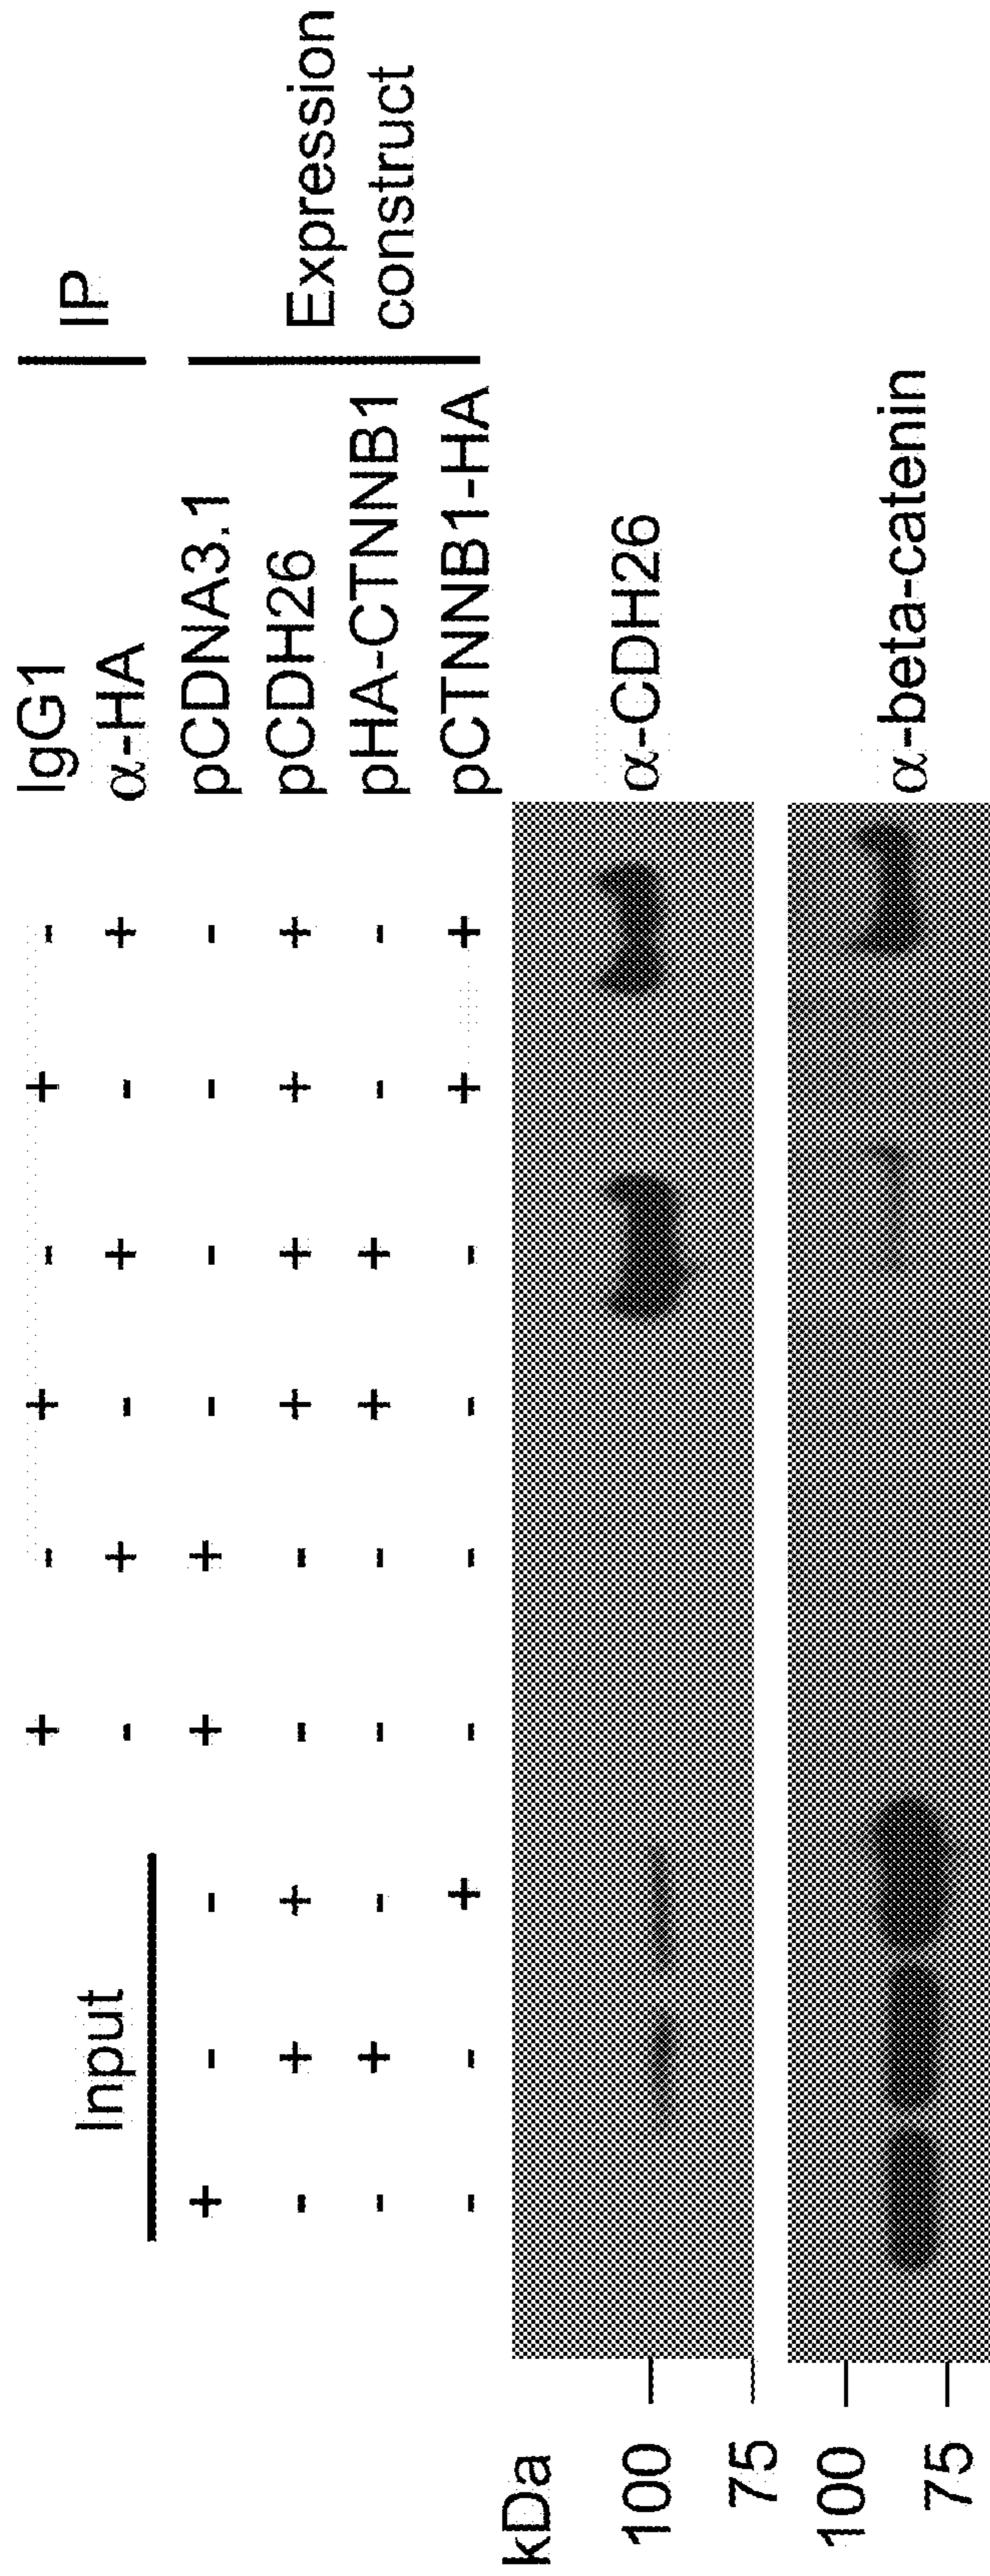 Input
+ - + - + - IgG1
- + - + - + α-HA
IP
+ - - + + - - - - pCDNA3.1
- + + - - + + + + pCDH26
- + - - - + + - - pHA-CTNNB1
- - + - - - - + + pCTNNB1-HA
Expression
construct
kDa
100
75
α-CDH26
100
75
α-beta-catenin